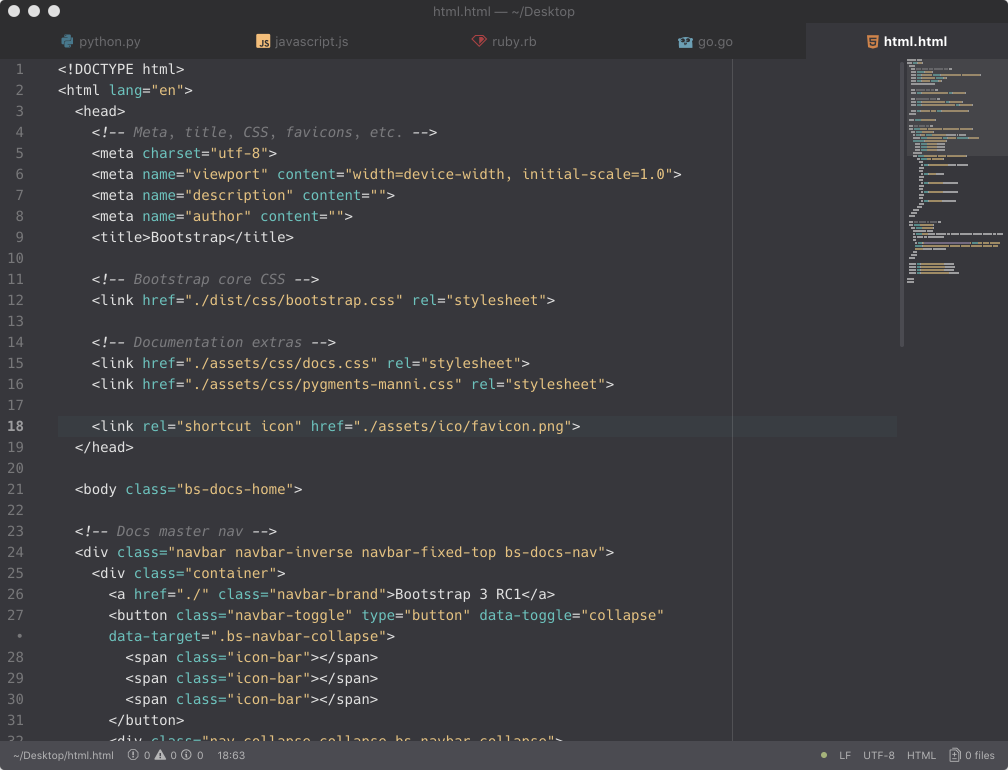 html.html — ~/Desktop
python.py
JS javascript.js
ruby.rb
go.go
5 html.html
1 <!DOCTYPE html>
2 <html lang="en">
3 <head>
4 <!-- Meta, title, CSS, favicons, etc. -->
5 <meta charset="utf-8">
6 <meta name="viewport" content="width=device-width, initial-scale=1.0">
7 <meta name="description" content="">
8 <meta name="author" content="">
9 <title>Bootstrap</title>
10
11 <!-- Bootstrap core CSS -->
12 <link href="./dist/css/bootstrap.css" rel="stylesheet">
13
14 <!-- Documentation extras -->
15 <link href="./assets/css/docs.css" rel="stylesheet">
16 <link href="./assets/css/pygments-manni.css" rel="stylesheet">
17
18 <link rel="shortcut icon" href="./assets/ico/favicon.png">
19 </head>
20
21 <body class="bs-docs-home">
22
23 <!-- Docs master nav -->
24 <div class="navbar navbar-inverse navbar-fixed-top bs-docs-nav">
25 <div class="container">
26 <a href="./" class="navbar-brand">Bootstrap 3 RC1</a>
27 <button class="navbar-toggle" type="button" data-toggle="collapse"
• data-target=".bs-navbar-collapse">
28 <span class="icon-bar"></span>
29 <span class="icon-bar"></span>
30 <span class="icon-bar"></span>
31 </button>
32 <div class="nav-collapse collapse bs-navbar-collapse">
~/Desktop/html.html 0 0 0 18:63 LF UTF-8 HTML 0 files